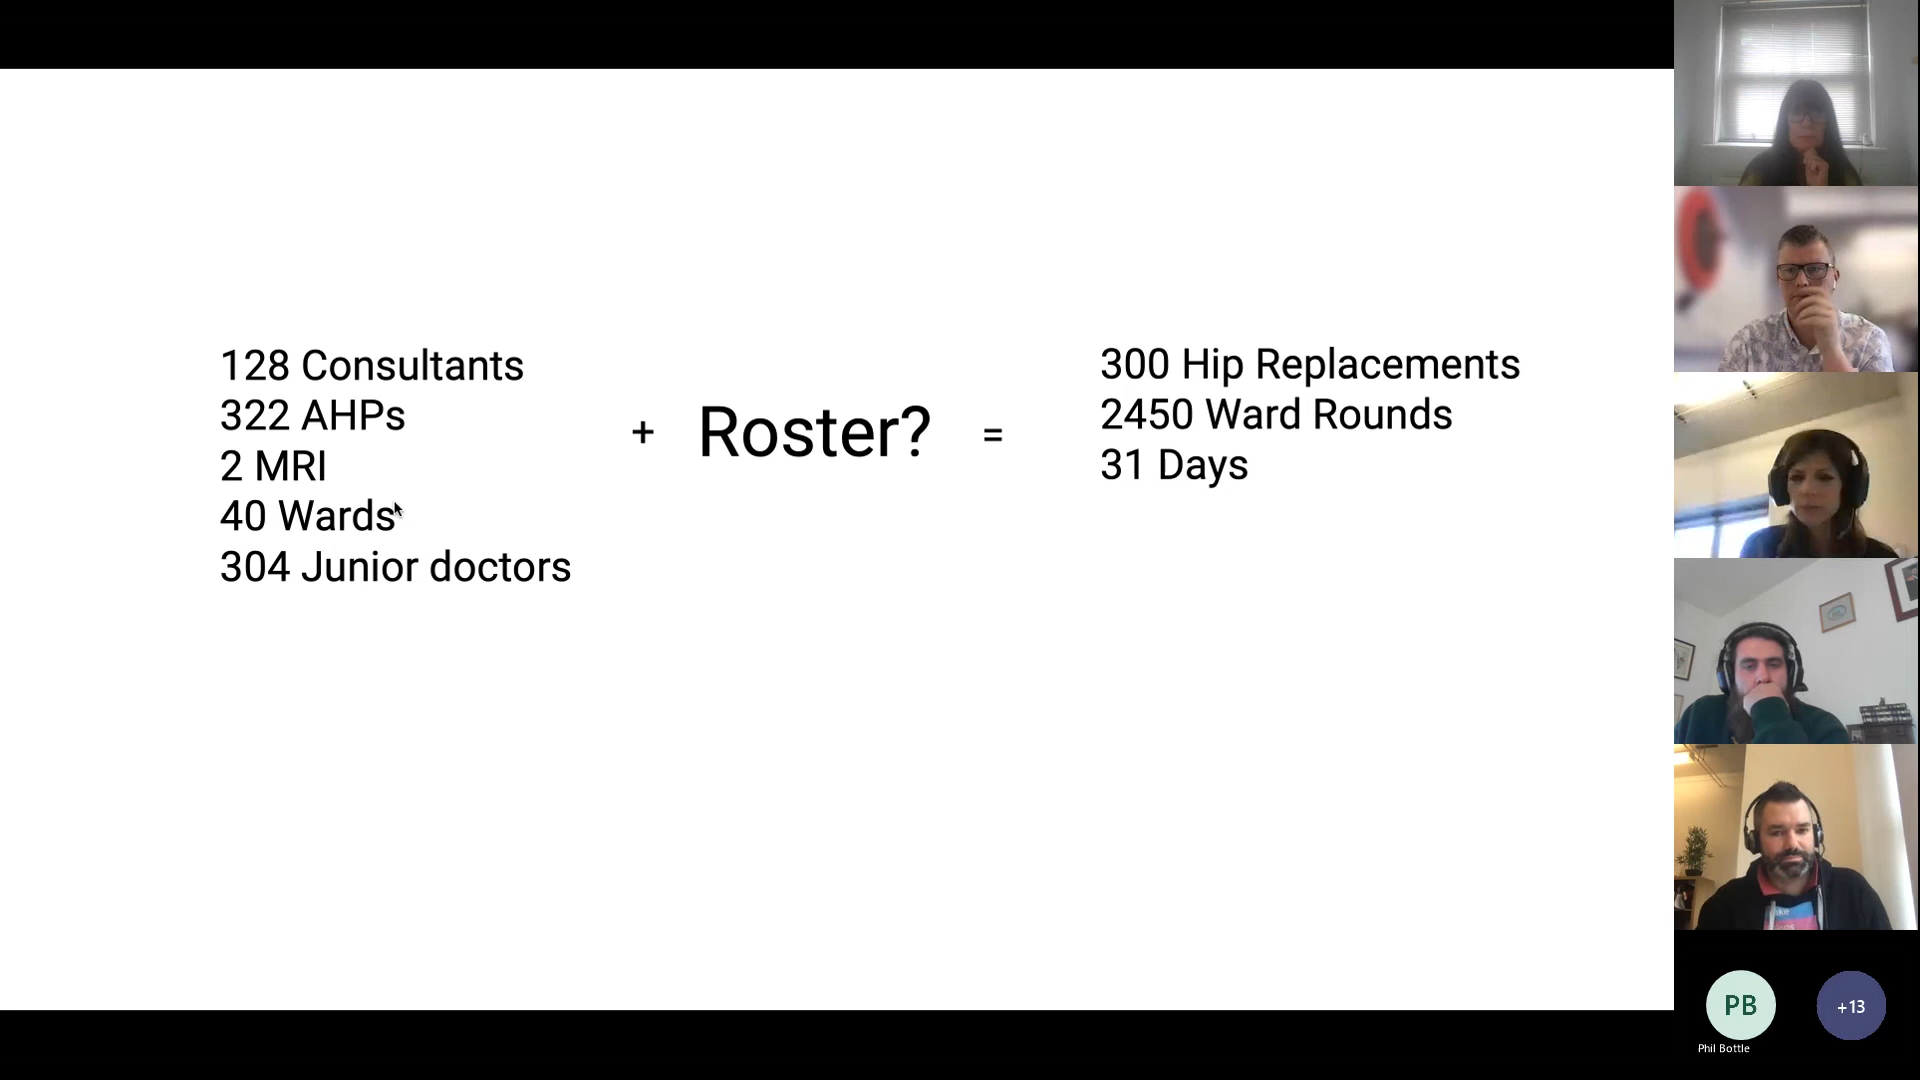 128 Consultants
322 AHPs
2 MRI
40 Wards
304 Junior doctors
+
Roster?
=
300 Hip Replacements
2450 Ward Rounds
31 Days
PB
+13
Phil Bottle